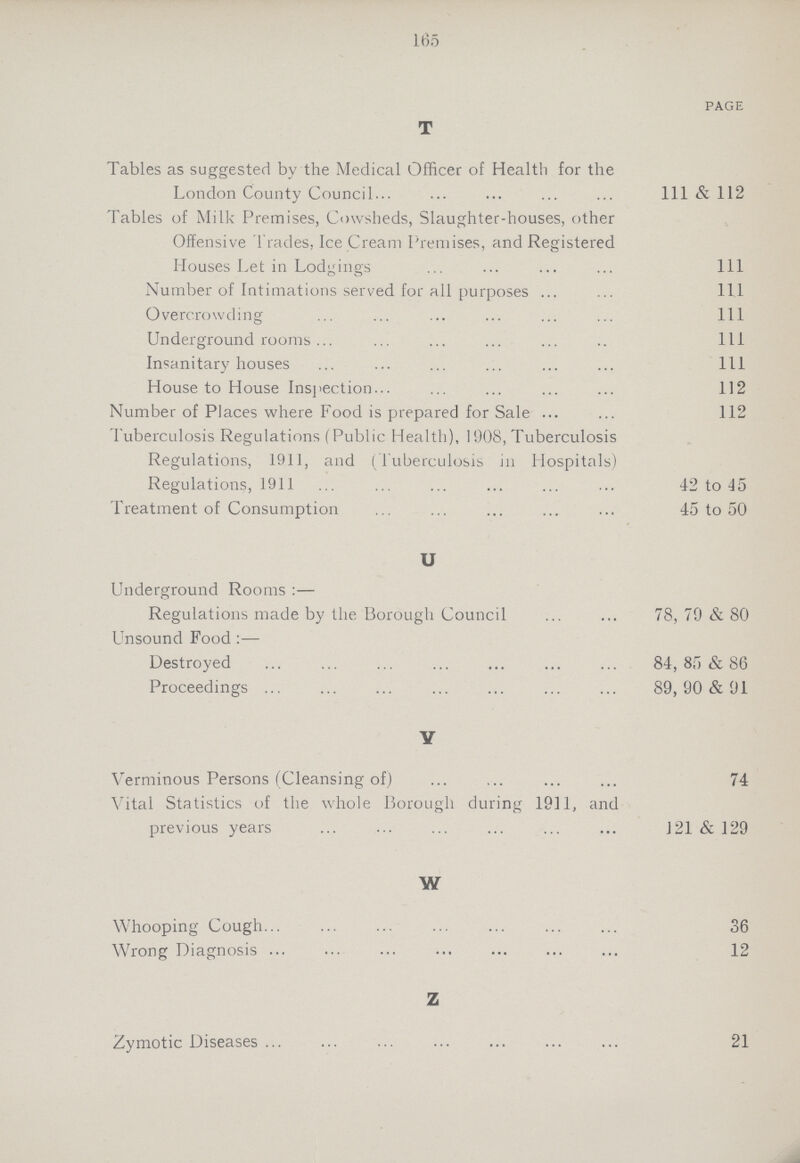 165
PAGE
T
Tables as suggested by the Medical Officer of Health for the
London County Council... ... ... ... ... 111 & 112
Tables of Milk Premises, Cowsheds, Slaughter-houses, other
Offensive Trades, Ice Cream Premises, and Registered
Houses Let in Lodgings ... ... ... ... 111
Number of Intimations served for all purposes ... ... 111
Overcrowding ... ... ... ... ... ... 111
Underground rooms ... ... ... ... ... .. 111
Insanitary houses ... ... ... ... ... ... 111
House to House Inspection... ... ... ... ... 112
Number of Places where Food is prepared for Sale ... ... 112
Tuberculosis Regulations (Public Health), 1908, Tuberculosis
Regulations, 1911, and (Tuberculosis in Hospitals)
Regulations, 1911 ... ... ... ... ... ... 42 to 45
Treatment of Consumption ... ... ... ... ... 45 to 50
U
Underground Rooms :—
Regulations made by the Borough Council ... ... 78, 79 & 80
Unsound Food :—
Destroyed ... ... ... ... ... ... ... 84, 85 & 86
Proceedings ... ... ... ... ... ... ... 89, 90 & 91
V
Verminous Persons (Cleansing of) ... ... ... ... 74
Vital Statistics of the whole Borough during 1911, and
previous years ... ... ... ... ... ... 121 & 129
W
Whooping Cough... ... ... ... ... ... ... 36
Wrong Diagnosis ... ... ... ... ... ... ... 12
Z
Zymotic Diseases ... ... ... ... ... ... ... 21